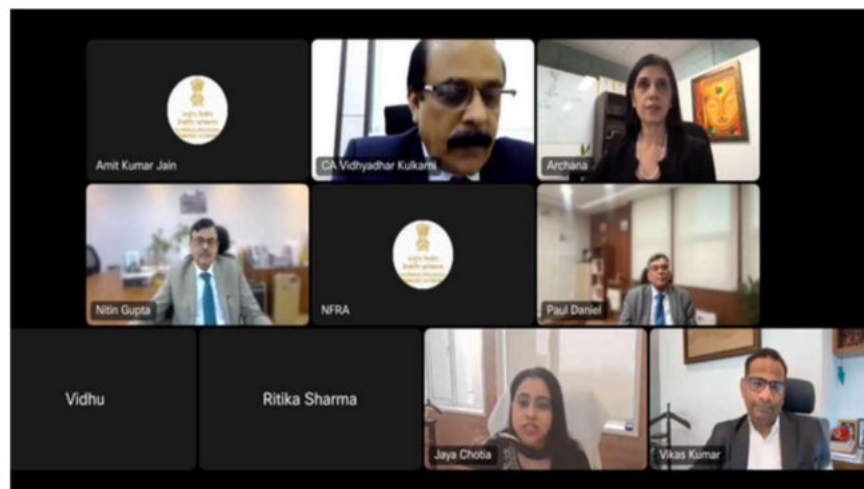 Amit Kumar Jain
CA Vidhyadhar Kulkarni
Archana
Nitin Gupta
NFRA
Paul Daniel
Vidhu
Ritika Sharma
Jaya Chotia
Vikas Kumar